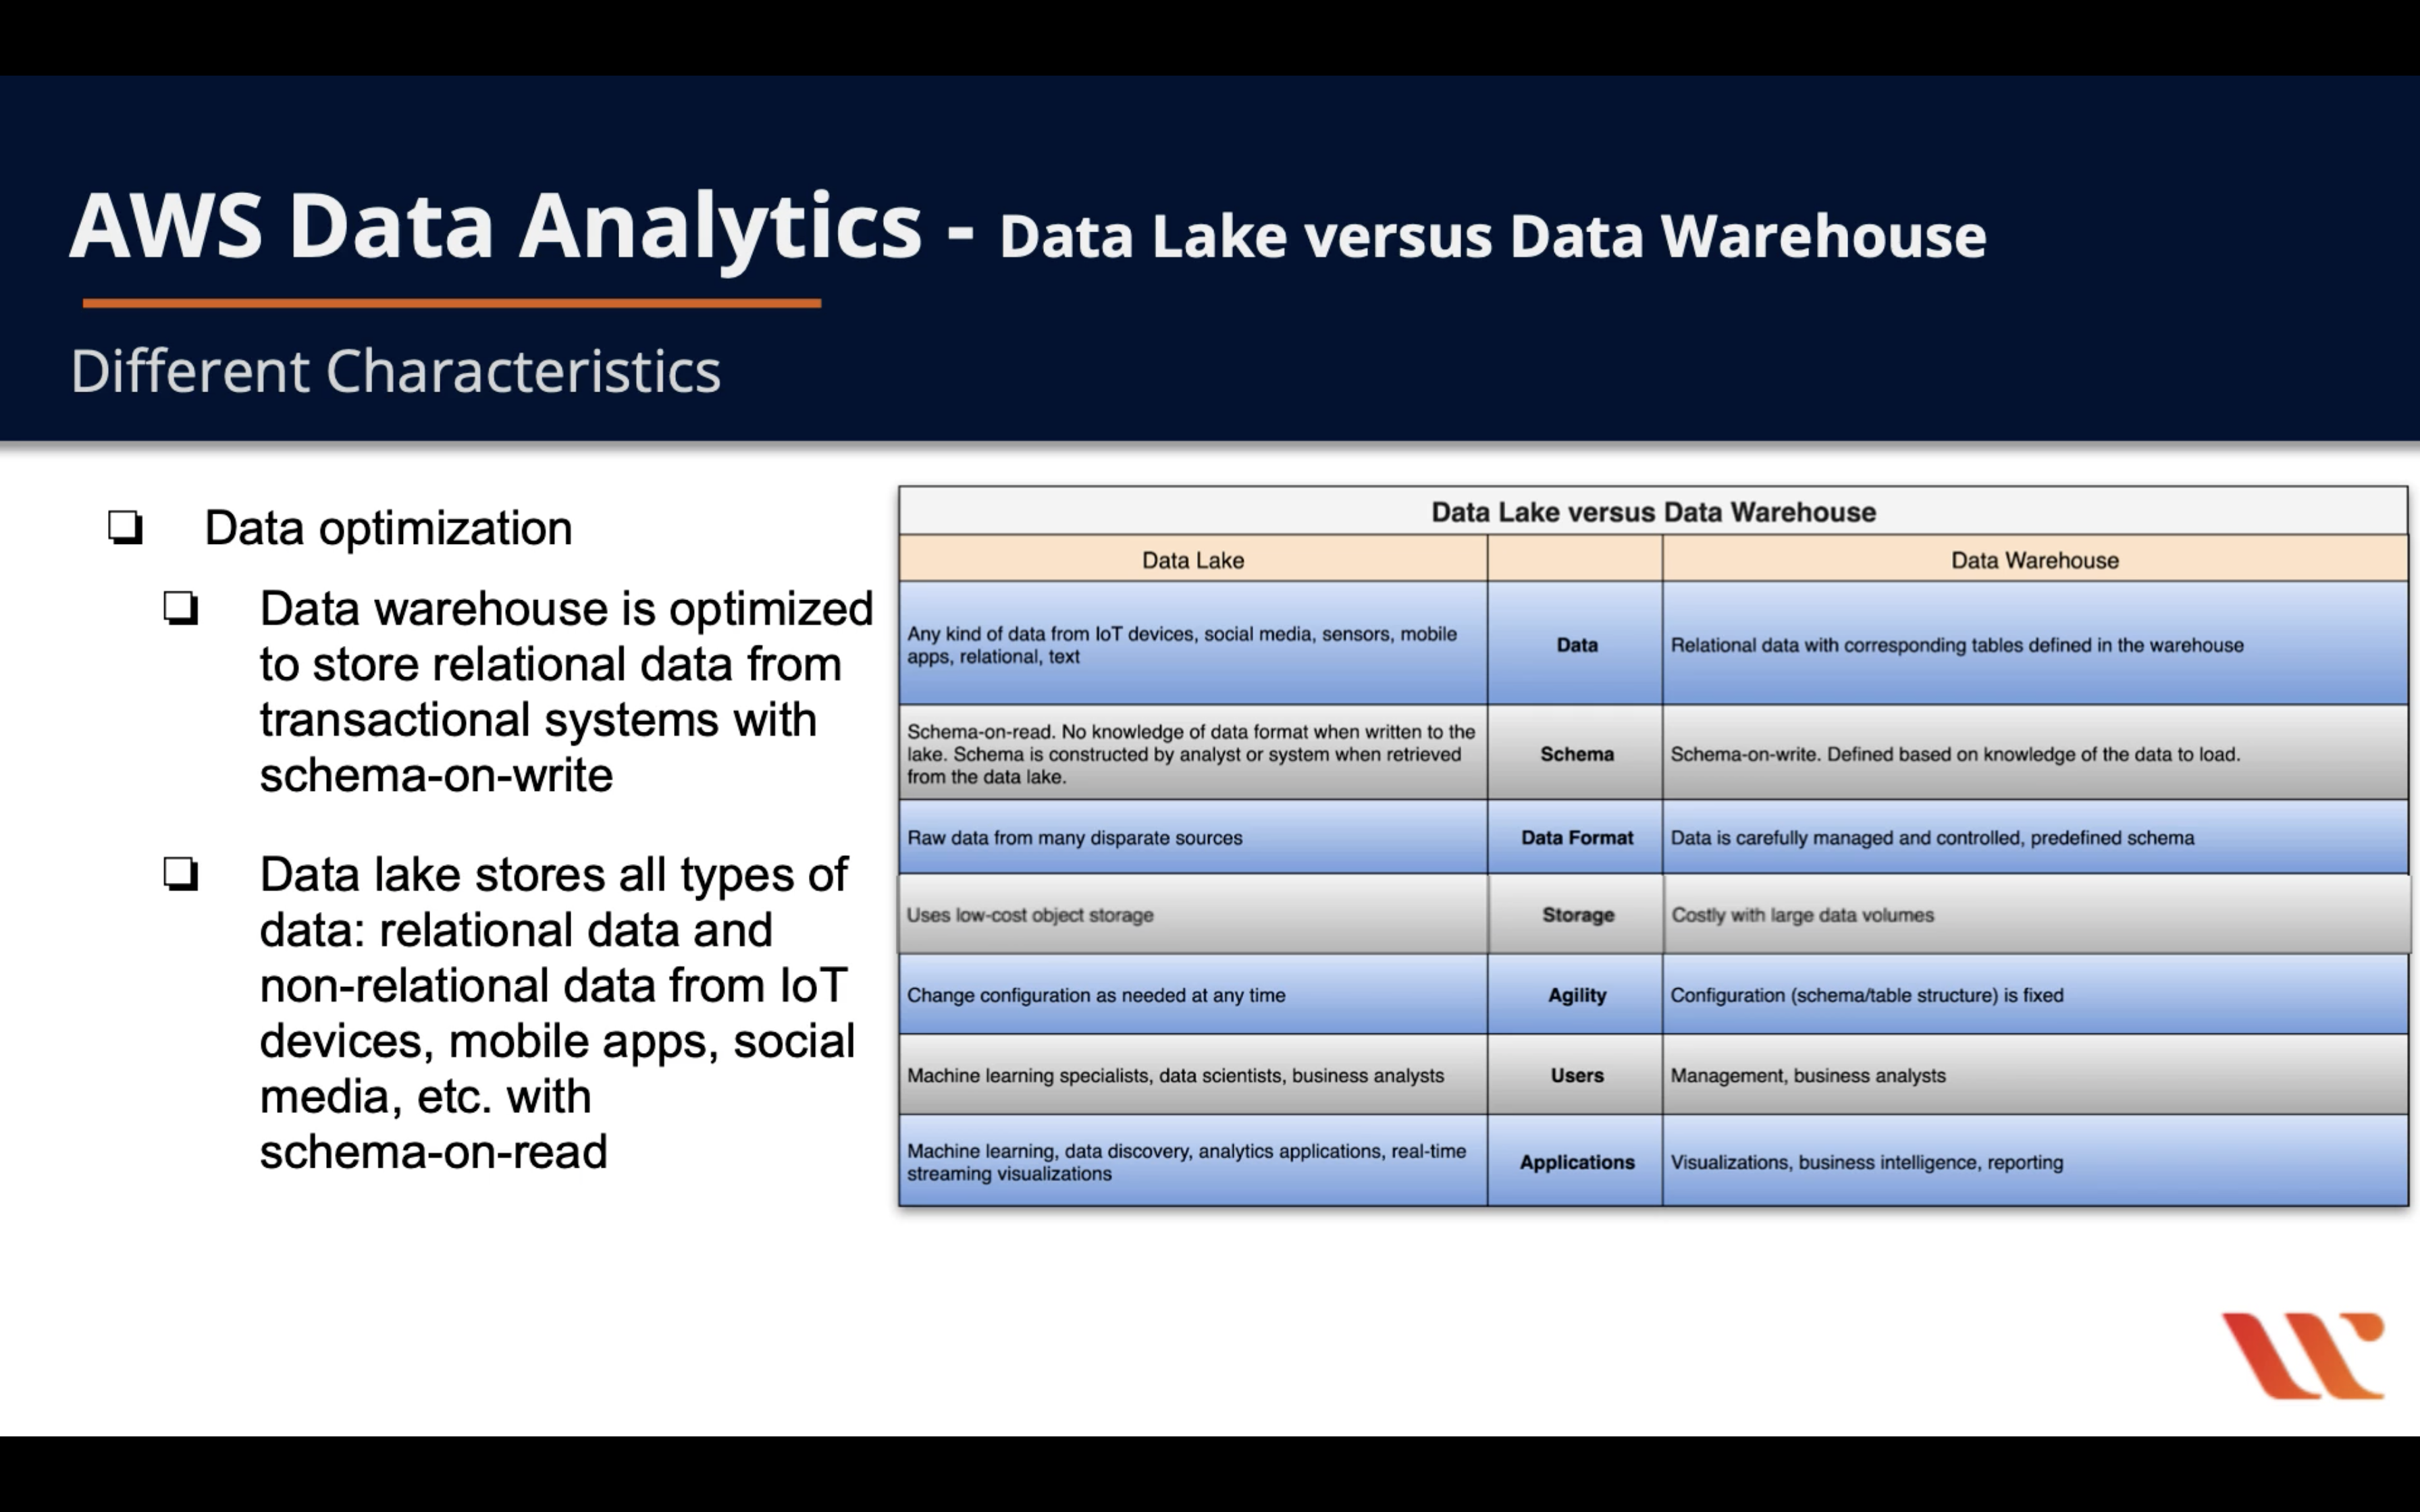 AWS Data Analytics - Data Lake versus Data Warehouse
Different Characteristics
Data optimization
Data warehouse is optimized
to store relational data from
transactional systems with
schema-on-write
Data lake stores all types of
data: relational data and
non-relational data from IoT
devices, mobile apps, social
media, etc. with
schema-on-read
Data Lake versus Data Warehouse
Data Lake
Data Warehouse
Any kind of data from IoT devices, social media, sensors, mobile
apps, relational, text
Data
Relational data with corresponding tables defined in the warehouse
Schema-on-read. No knowledge of data format when written to the
lake. Schema is constructed by analyst or system when retrieved
from the data lake.
Schema
Schema-on-write. Defined based on knowledge of the data to load.
Raw data from many disparate sources
Data Format
Data is carefully managed and controlled, predefined schema
Uses low-cost object storage
Storage
Costly with large data volumes
Change configuration as needed at any time
Agility
Configuration (schema/table structure) is fixed
Machine learning specialists, data scientists, business analysts
Users
Management, business analysts
Machine learning, data discovery, analytics applications, real-time
streaming visualizations
Applications
Visualizations, business intelligence, reporting